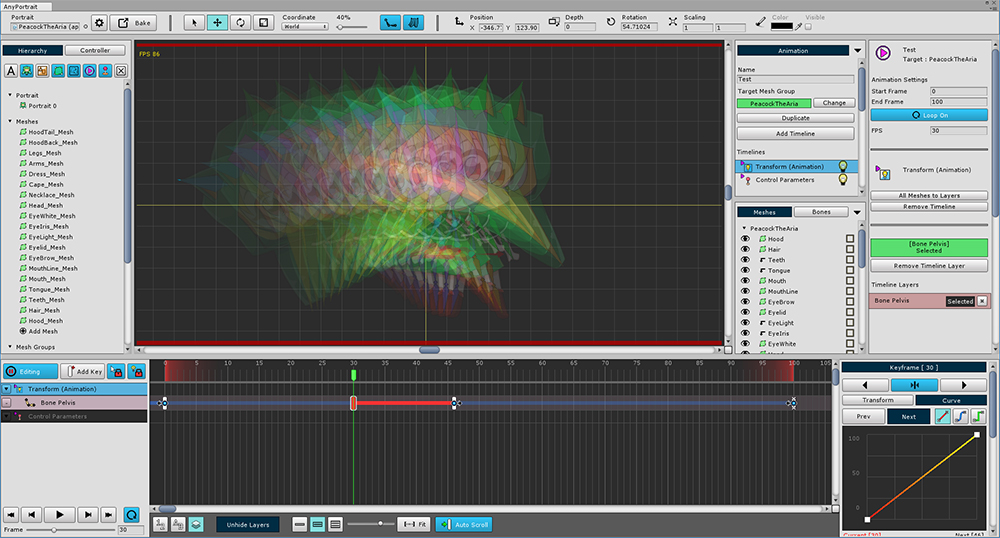 AnyPortrait
Portrait
PeacockTheAria (ap
Bake
Coordinate
World
40%
Position
-346.7
123.90
Depth
0
Rotation
54.71024
Scaling
1
1
Color
Visible
Hierarchy
Controller
Portrait
Portrait 0
Meshes
HoodTail_Mesh
HoodBack_Mesh
Legs_Mesh
Arms_Mesh
Dress_Mesh
Cape_Mesh
Necklace_Mesh
Head_Mesh
EyeWhite_Mesh
EyeIris_Mesh
EyeLight_Mesh
Eyelid_Mesh
EyeBrow_Mesh
MouthLine_Mesh
Mouth_Mesh
Tongue_Mesh
Teeth_Mesh
Hair_Mesh
Hood_Mesh
Add Mesh
Mesh Groups
FPS 86
Animation
Name
Test
Target Mesh Group
PeacockTheAria
Change
Duplicate
Add Timeline
Timelines
Transform (Animation)
Control Parameters
Meshes
Bones
PeacockTheAria
Hood
Hair
Teeth
Tongue
Mouth
MouthLine
EyeBrow
Eyelid
EyeLight
EyeIris
EyeWhite
Test
Target : PeacockTheAria
Animation Settings
Start Frame
0
End Frame
100
Loop On
FPS
30
Transform (Animation)
All Meshes to Layers
Remove Timeline
[Bone Pelvis]
Selected
Remove Timeline Layer
Timeline Layers
Bone Pelvis
Selected
Editing
Add Key
Transform (Animation)
Bone Pelvis
Control Parameters
0 5 10 15 20 25 30 35 40 45 50 55 60 65 70 75 80 85 90 95 100 105
Frame
30
Unhide Layers
Fit
Auto Scroll
Keyframe [ 30 ]
Transform
Curve
Prev
Next
100
50
0
Current [30]
Next [46]